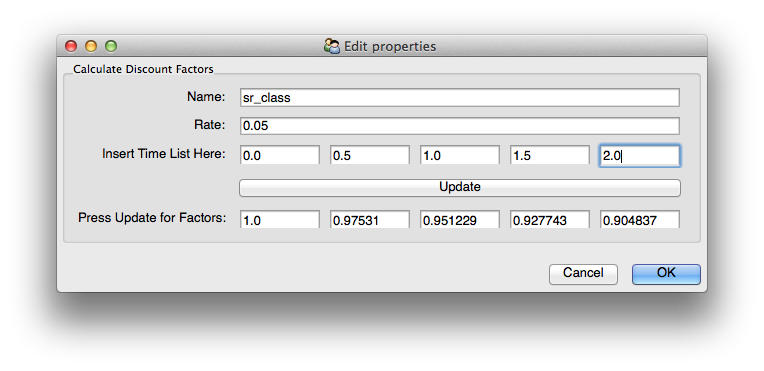 Edit properties
Calculate Discount Factors
Name: sr_class
Rate: 0.05
Insert Time List Here: 0.0 0.5 1.0 1.5 2.0
Update
Press Update for Factors: 1.0 0.97531 0.951229 0.927743 0.904837
Cancel OK